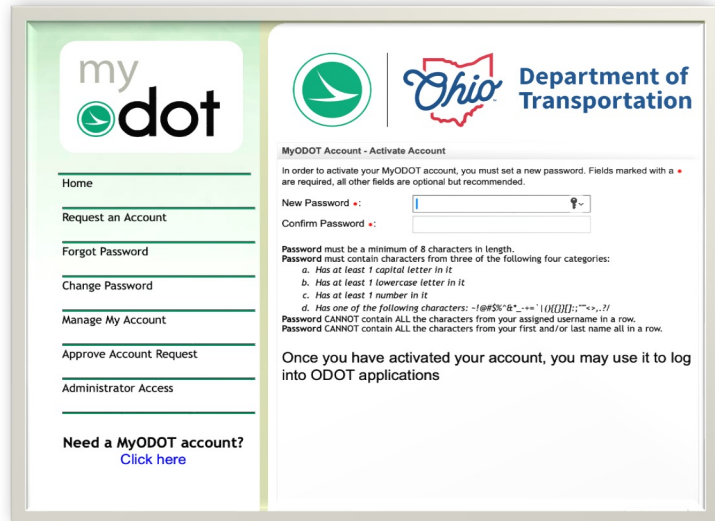 my
dot
Home
Request an Account
Forgot Password
Change Password
Manage My Account
Approve Account Request
Administrator Access
Need a MyODOT account?
Click here
Ohio
Department of
Transportation
MyODOT Account - Activate Account
In order to activate your MyODOT account, you must set a new password. Fields marked with a •
are required, all other fields are optional but recommended.
New Password •:
Confirm Password •:
Password must be a minimum of 8 characters in length.
Password must contain characters from three of the following four categories:
a. Has at least 1 capital letter in it
b. Has at least 1 lowercase letter in it
c. Has at least 1 number in it
d. Has one of the following characters: ~!@#$%^&*_-+=`|(){[}]{]:;"'<>,.?/
Password CANNOT contain ALL the characters from your assigned username in a row.
Password CANNOT contain ALL the characters from your first and/or last name all in a row.
Once you have activated your account, you may use it to log
into ODOT applications